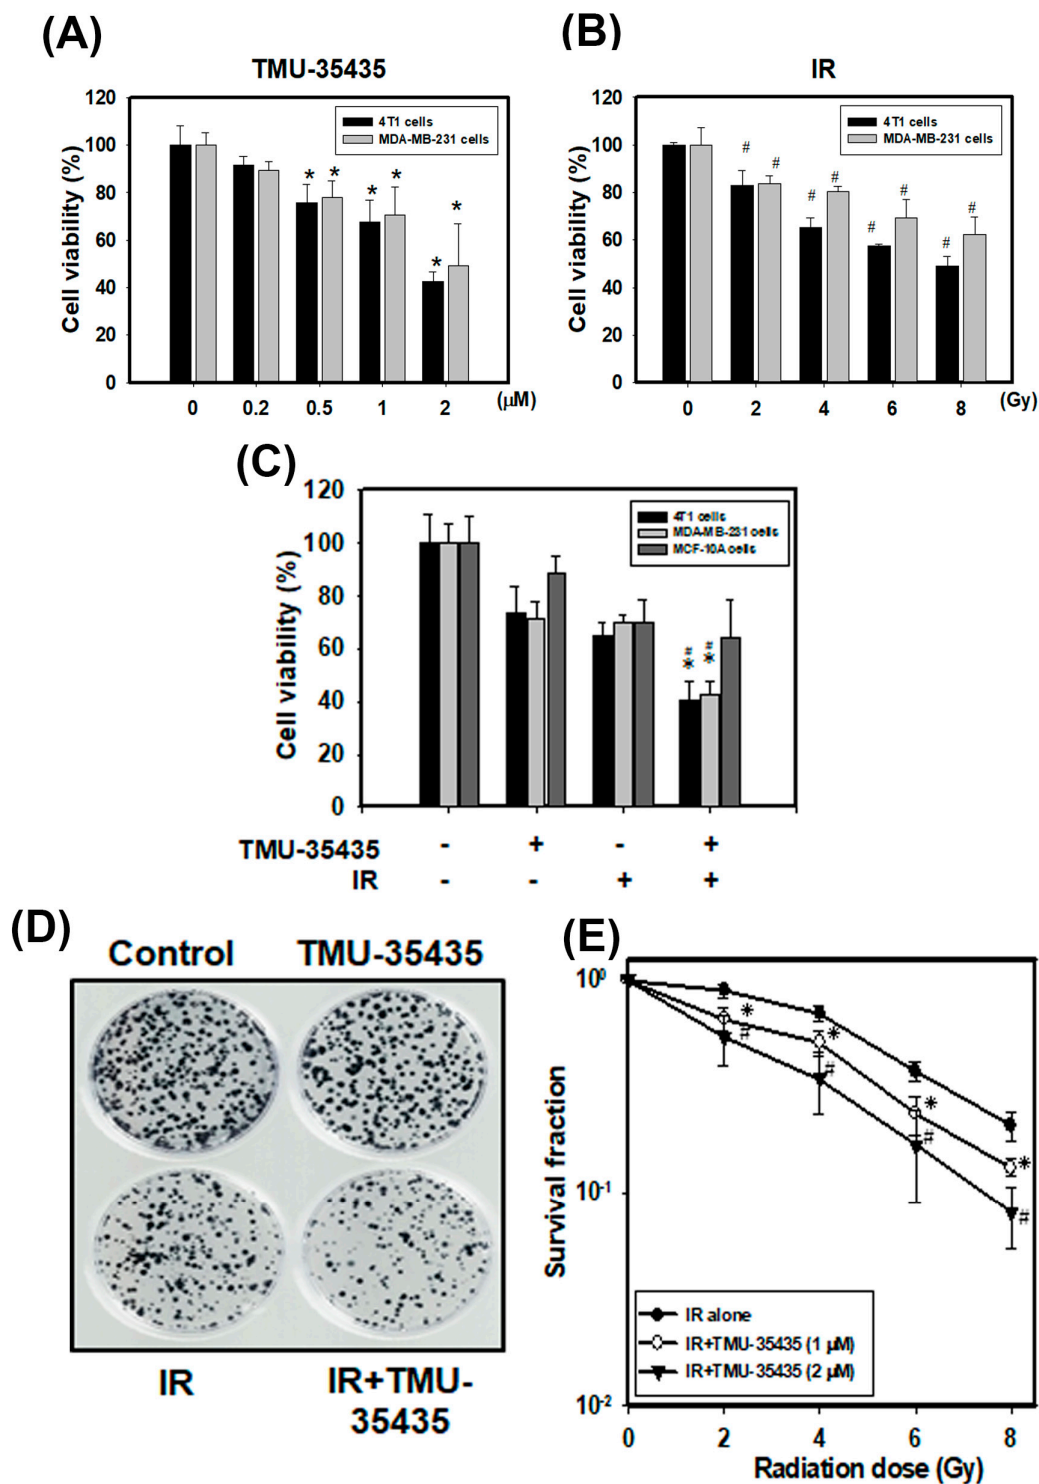 (A)
TMU-35435
120
100
80
60
40
20
0
Cell viability (%)
4T1 cells
MDA-MB-231 cells
* * * * * *
0 0.2 0.5 1 2 (µM)
(B)
IR
120
100
80
60
40
20
0
Cell viability (%)
4T1 cells
MDA-MB-231 cells
# # # # # # # #
0 2 4 6 8 (Gy)
(C)
120
100
80
60
40
20
0
Cell viability (%)
4T1 cells
MDA-MB-231 cells
MCF-10A cells
*# *#
TMU-35435 - + - +
IR - - + +
(D)
Control TMU-35435
IR IR+TMU-
35435
(E)
10⁰
10⁻¹
10⁻²
Survival fraction
* # * # * # * #
IR alone
IR+TMU-35435 (1 µM)
IR+TMU-35435 (2 µM)
0 2 4 6 8
Radiation dose (Gy)